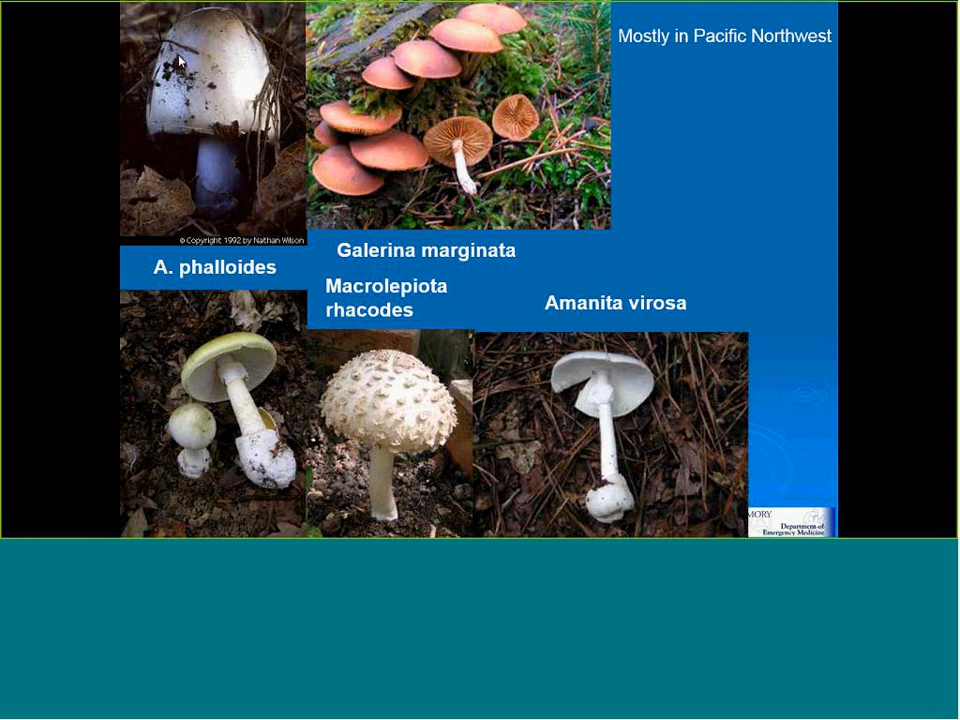 Mostly in Pacific Northwest
© Copyright 1992 by Nathan Wilson
Galerina marginata
A. phalloides
Macrolepiota
rhacodes
Amanita virosa
MORY
Department of
Emergency Medicine